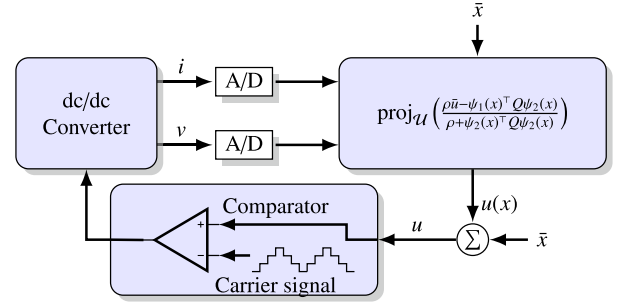 x̄
dc/dc
Converter
i
A/D
v
A/D
proj_𝒰 ( (ρū−ψ₁(x)^⊤Qψ₂(x)) / (ρ+ψ₂(x)^⊤Qψ₂(x)) )
u(x)
Comparator
+
−
Carrier signal
u
Σ
x̄